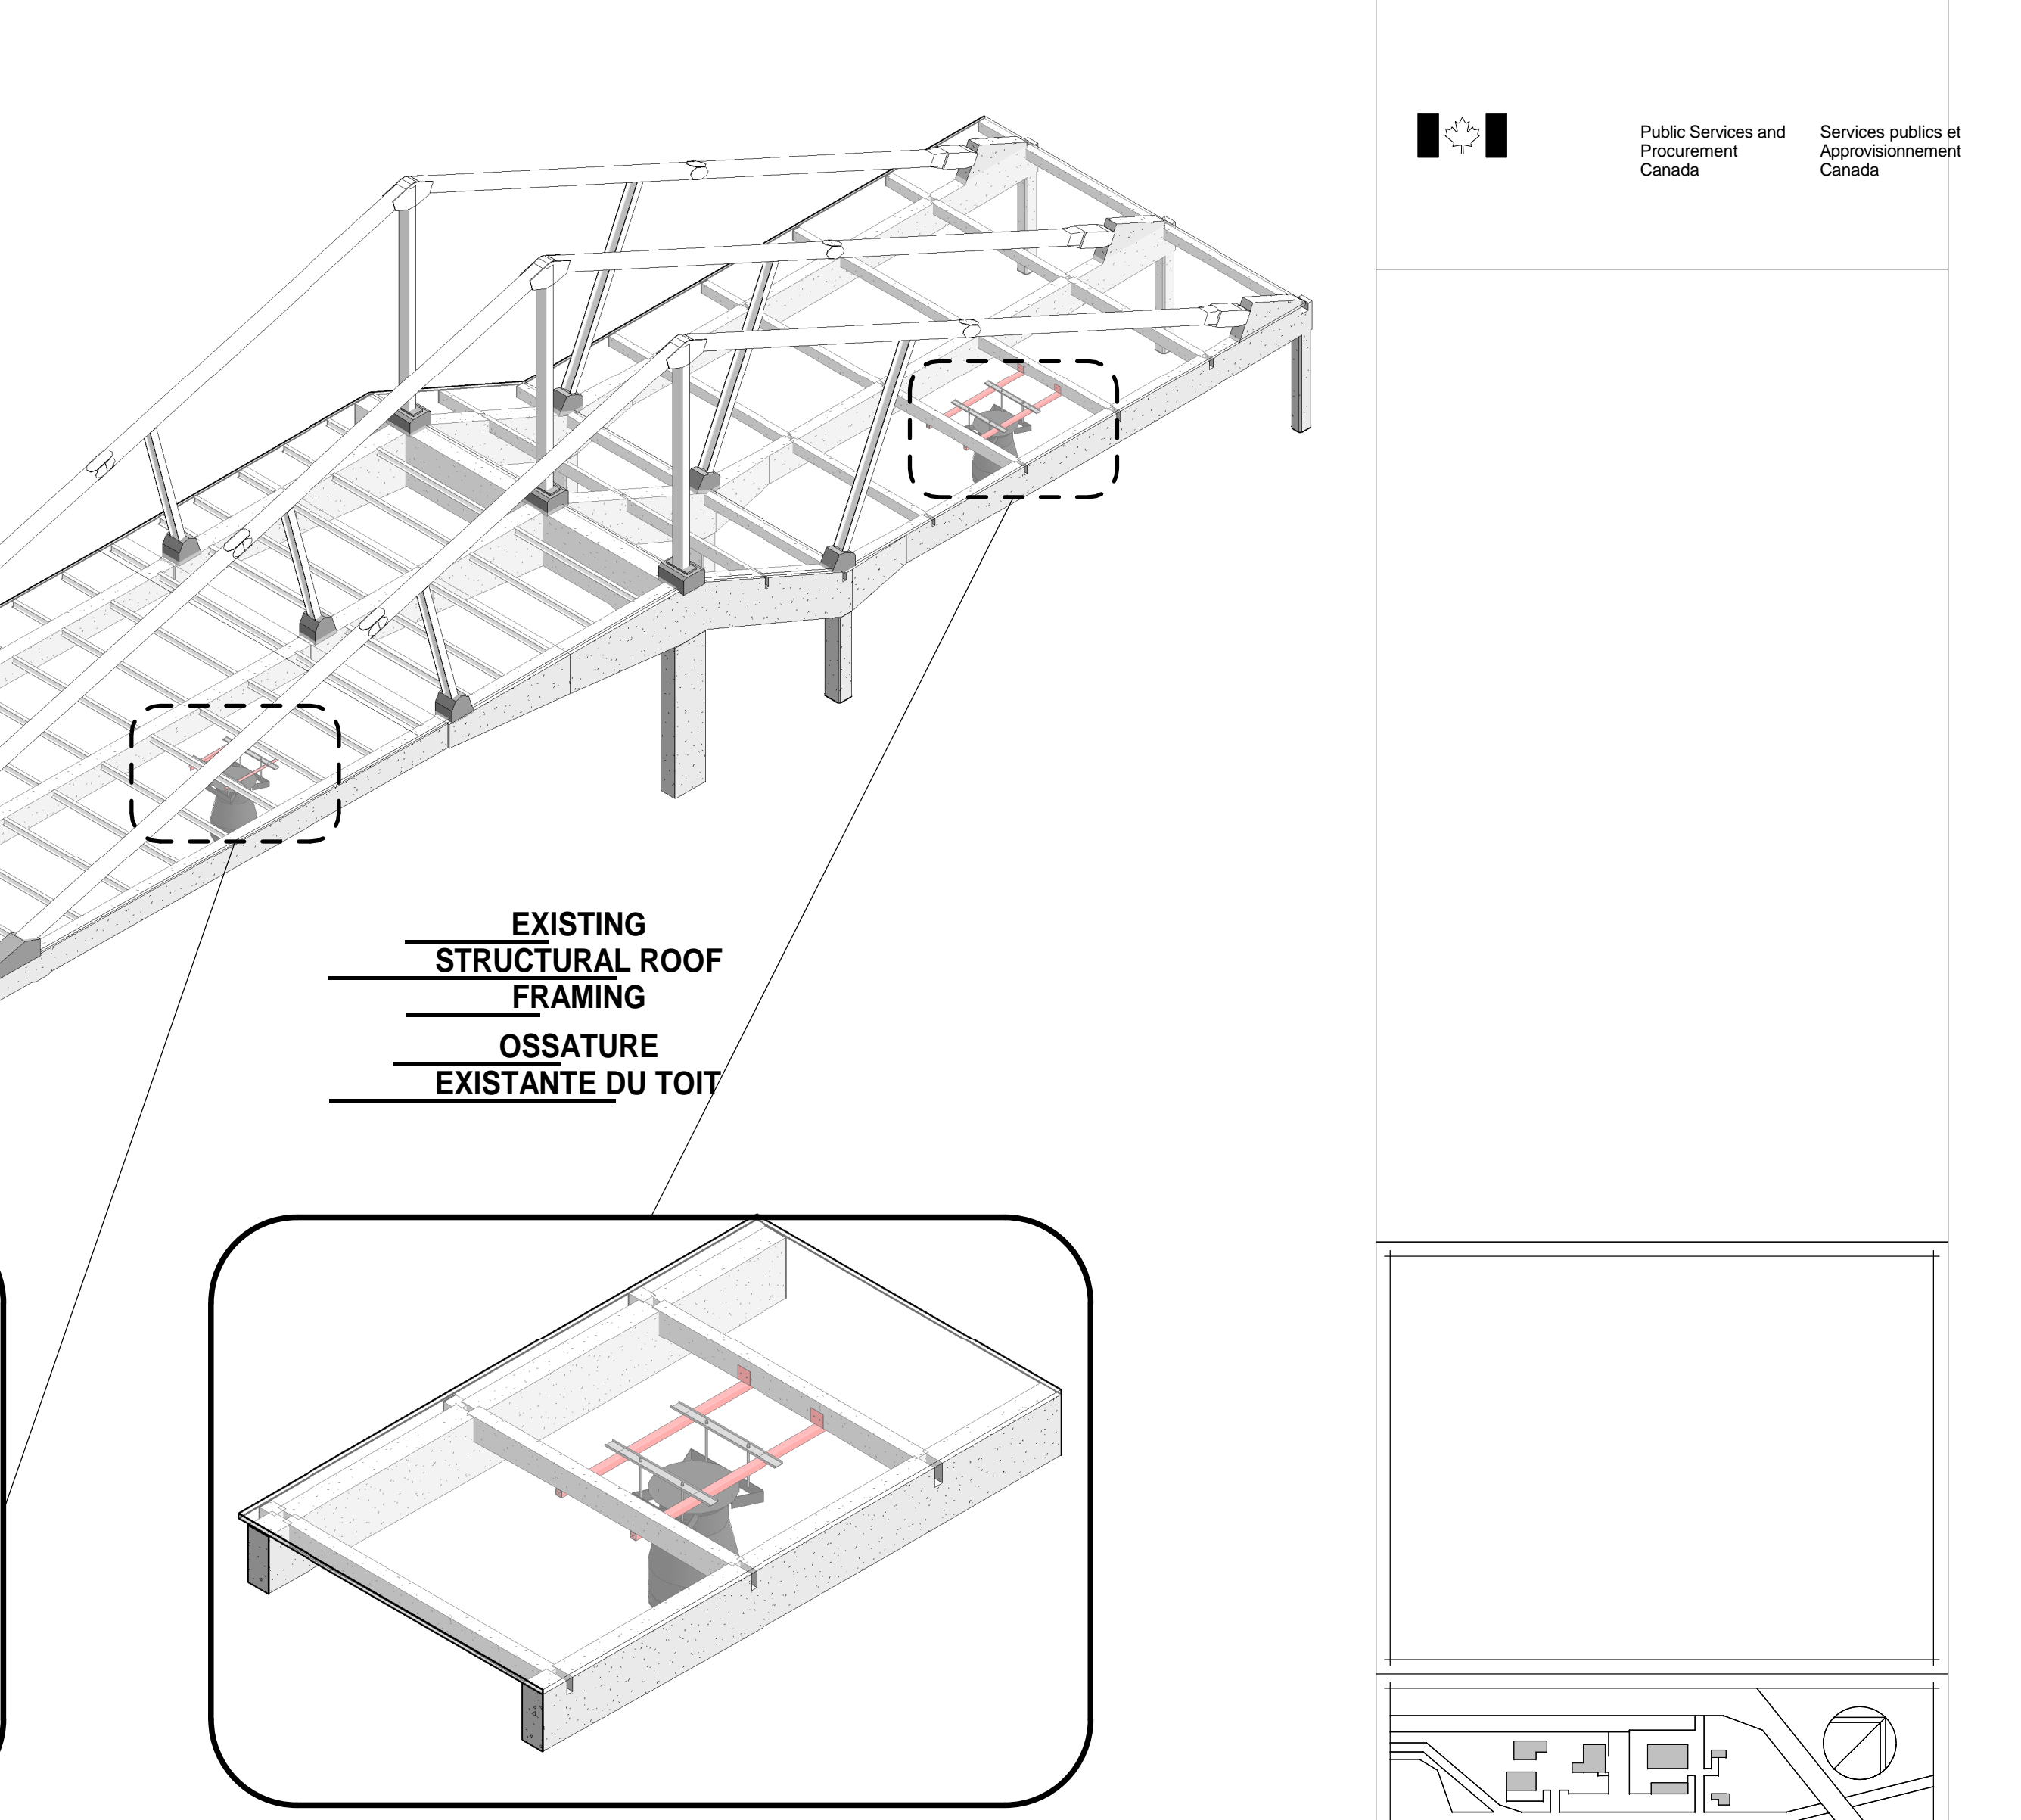 Public Services and
Procurement
Canada
Services publics et
Approvisionnement
Canada
EXISTING
STRUCTURAL ROOF
FRAMING
OSSATURE
EXISTANTE DU TOIT